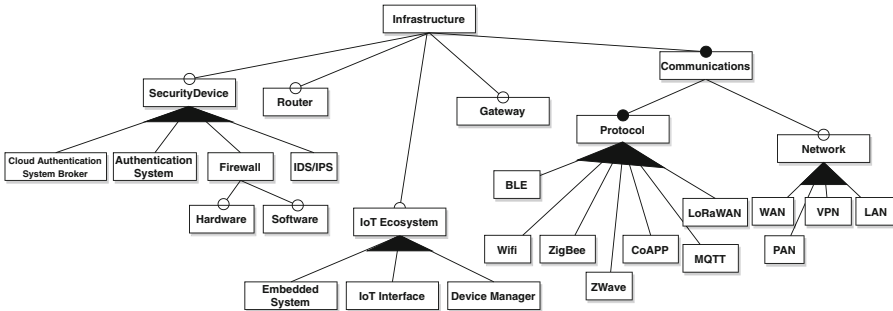 Infrastructure
Communications
SecurityDevice
Router
Gateway
Protocol
Network
Cloud Authentication
System Broker
Authentication
System
Firewall
IDS/IPS
BLE
LoRaWAN
WAN
VPN
LAN
Hardware
Software
IoT Ecosystem
Wifi
ZigBee
CoAPP
MQTT
PAN
ZWave
Embedded
System
IoT Interface
Device Manager